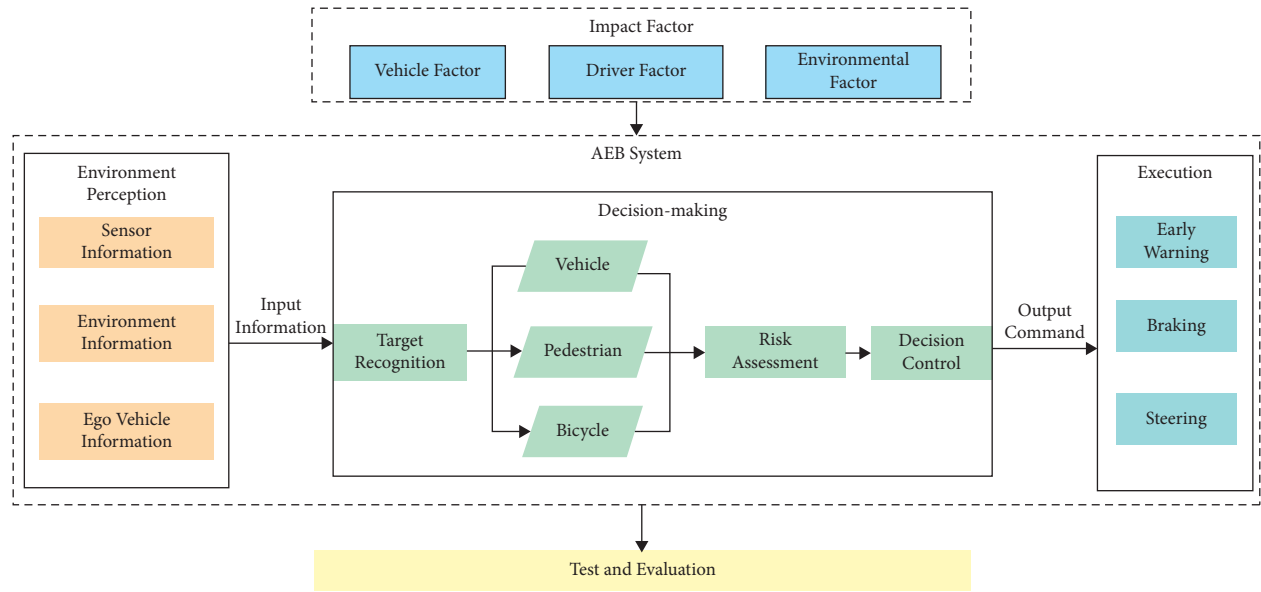 Impact Factor
Vehicle Factor
Driver Factor
Environmental
Factor
AEB System
Environment
Perception
Sensor
Information
Environment
Information
Ego Vehicle
Information
Input
Information
Decision-making
Target
Recognition
Vehicle
Pedestrian
Bicycle
Risk
Assessment
Decision
Control
Output
Command
Execution
Early
Warning
Braking
Steering
Test and Evaluation